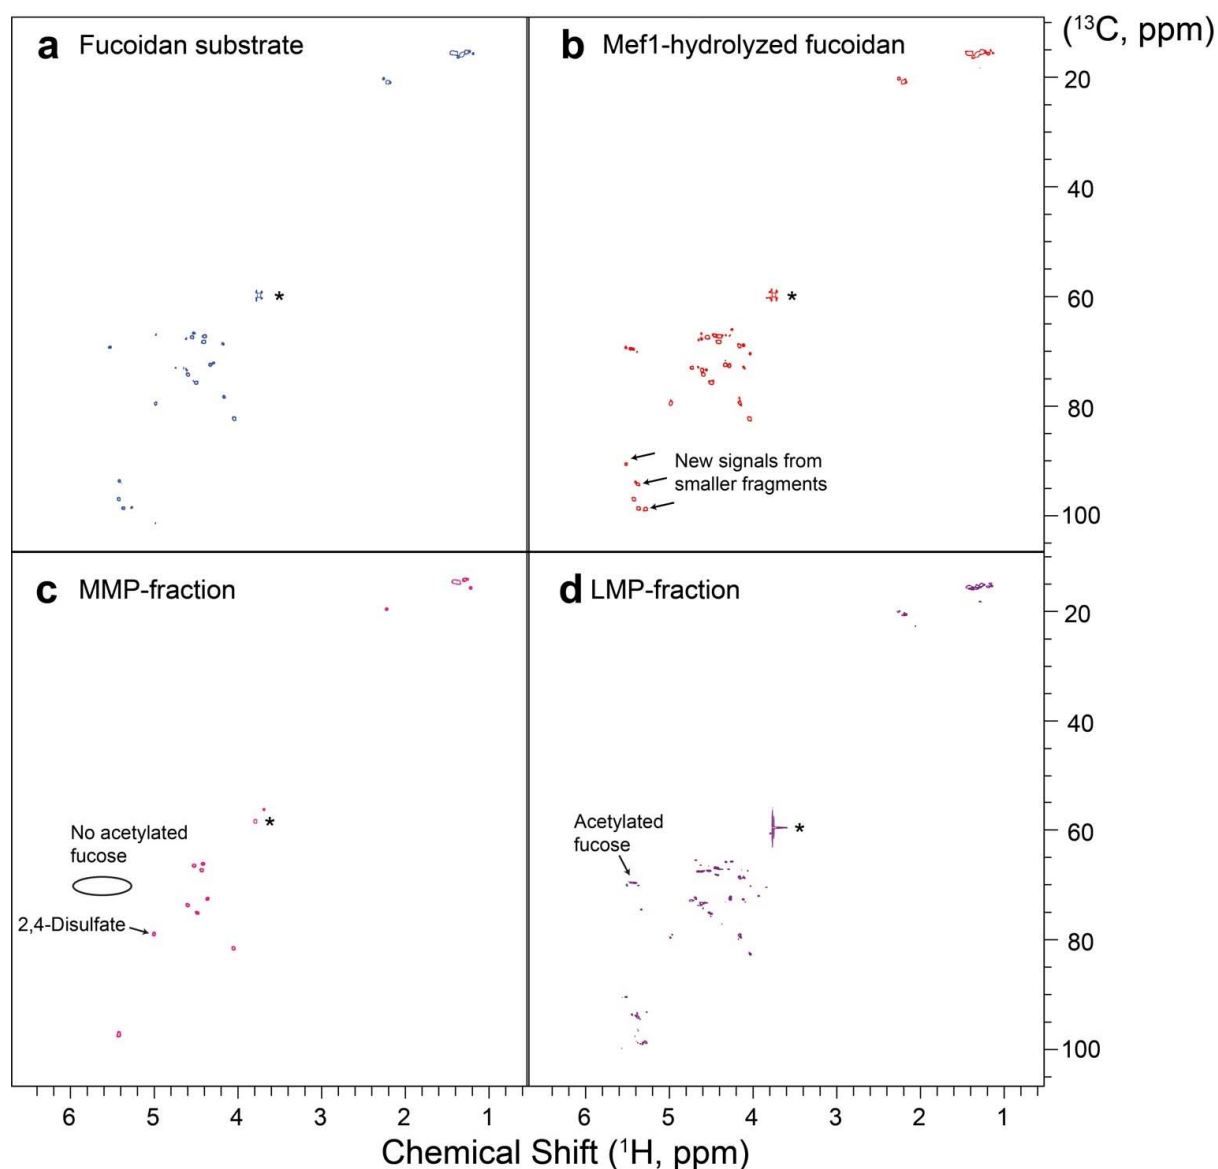 a Fucoidan substrate
b Mef1-hydrolyzed fucoidan
(¹³C, ppm)
20
40
*
*
60
80
New signals from
smaller fragments
100
c MMP-fraction
d LMP-fraction
20
40
No acetylated
fucose
*
Acetylated
fucose
*
60
2,4-Disulfate
80
100
6 5 4 3 2 1 6 5 4 3 2 1
Chemical Shift (¹H, ppm)